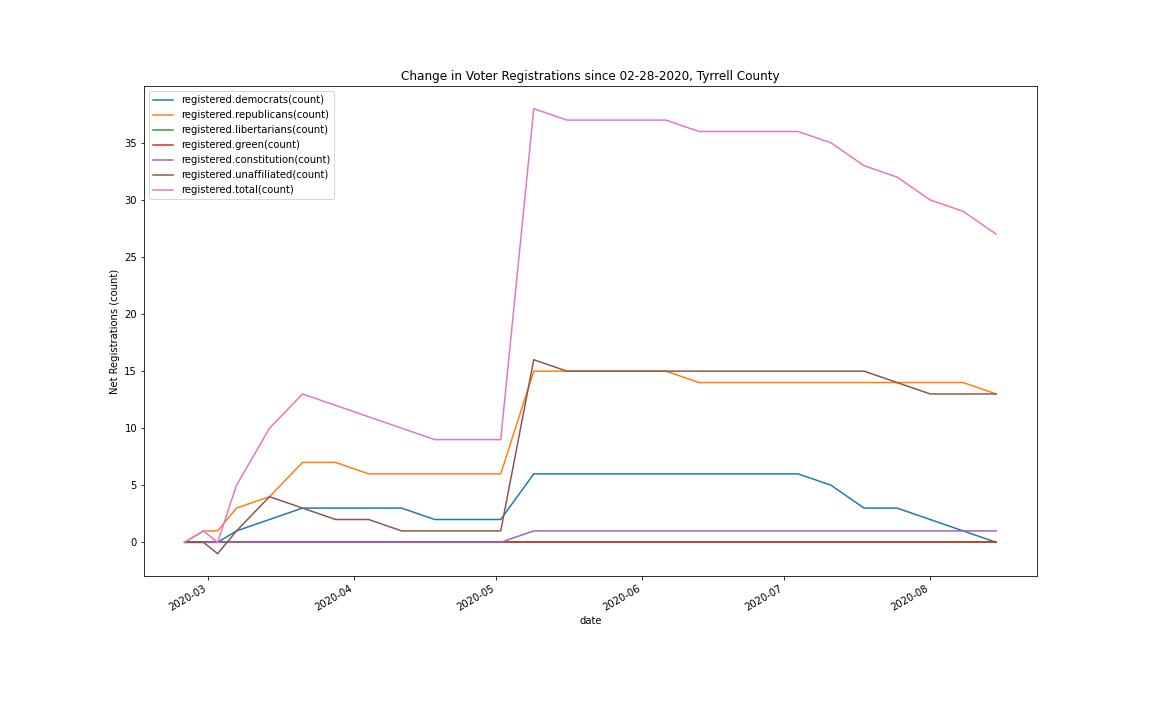 Change in Voter Registrations since 02-28-2020, Tyrrell County
registered.democrats(count)
registered.republicans(count)
registered.libertarians(count)
registered.green(count)
registered.constitution(count)
registered.unaffiliated(count)
registered.total(count)
Net Registrations (count)
35
30
25
20
15
10
5
0
2020-03
2020-04
2020-05
2020-06
2020-07
2020-08
date